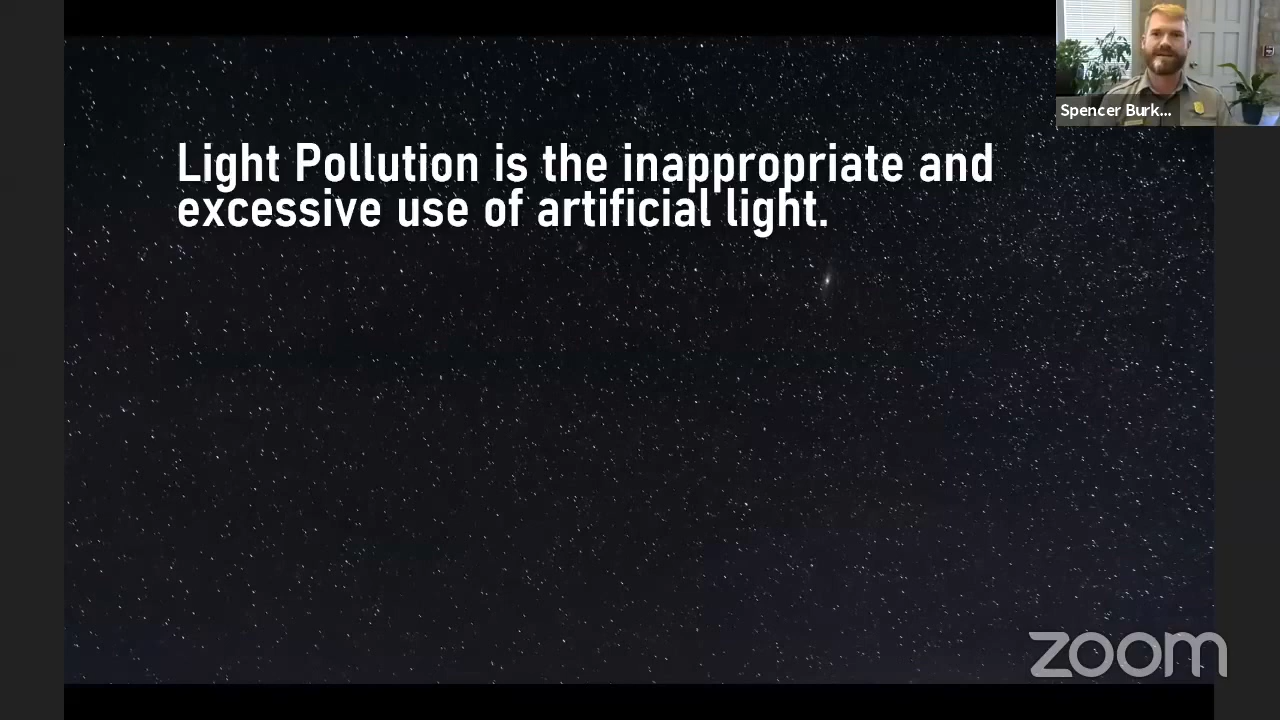 Spencer Burk...
Light Pollution is the inappropriate and
excessive use of artificial light.
zoom